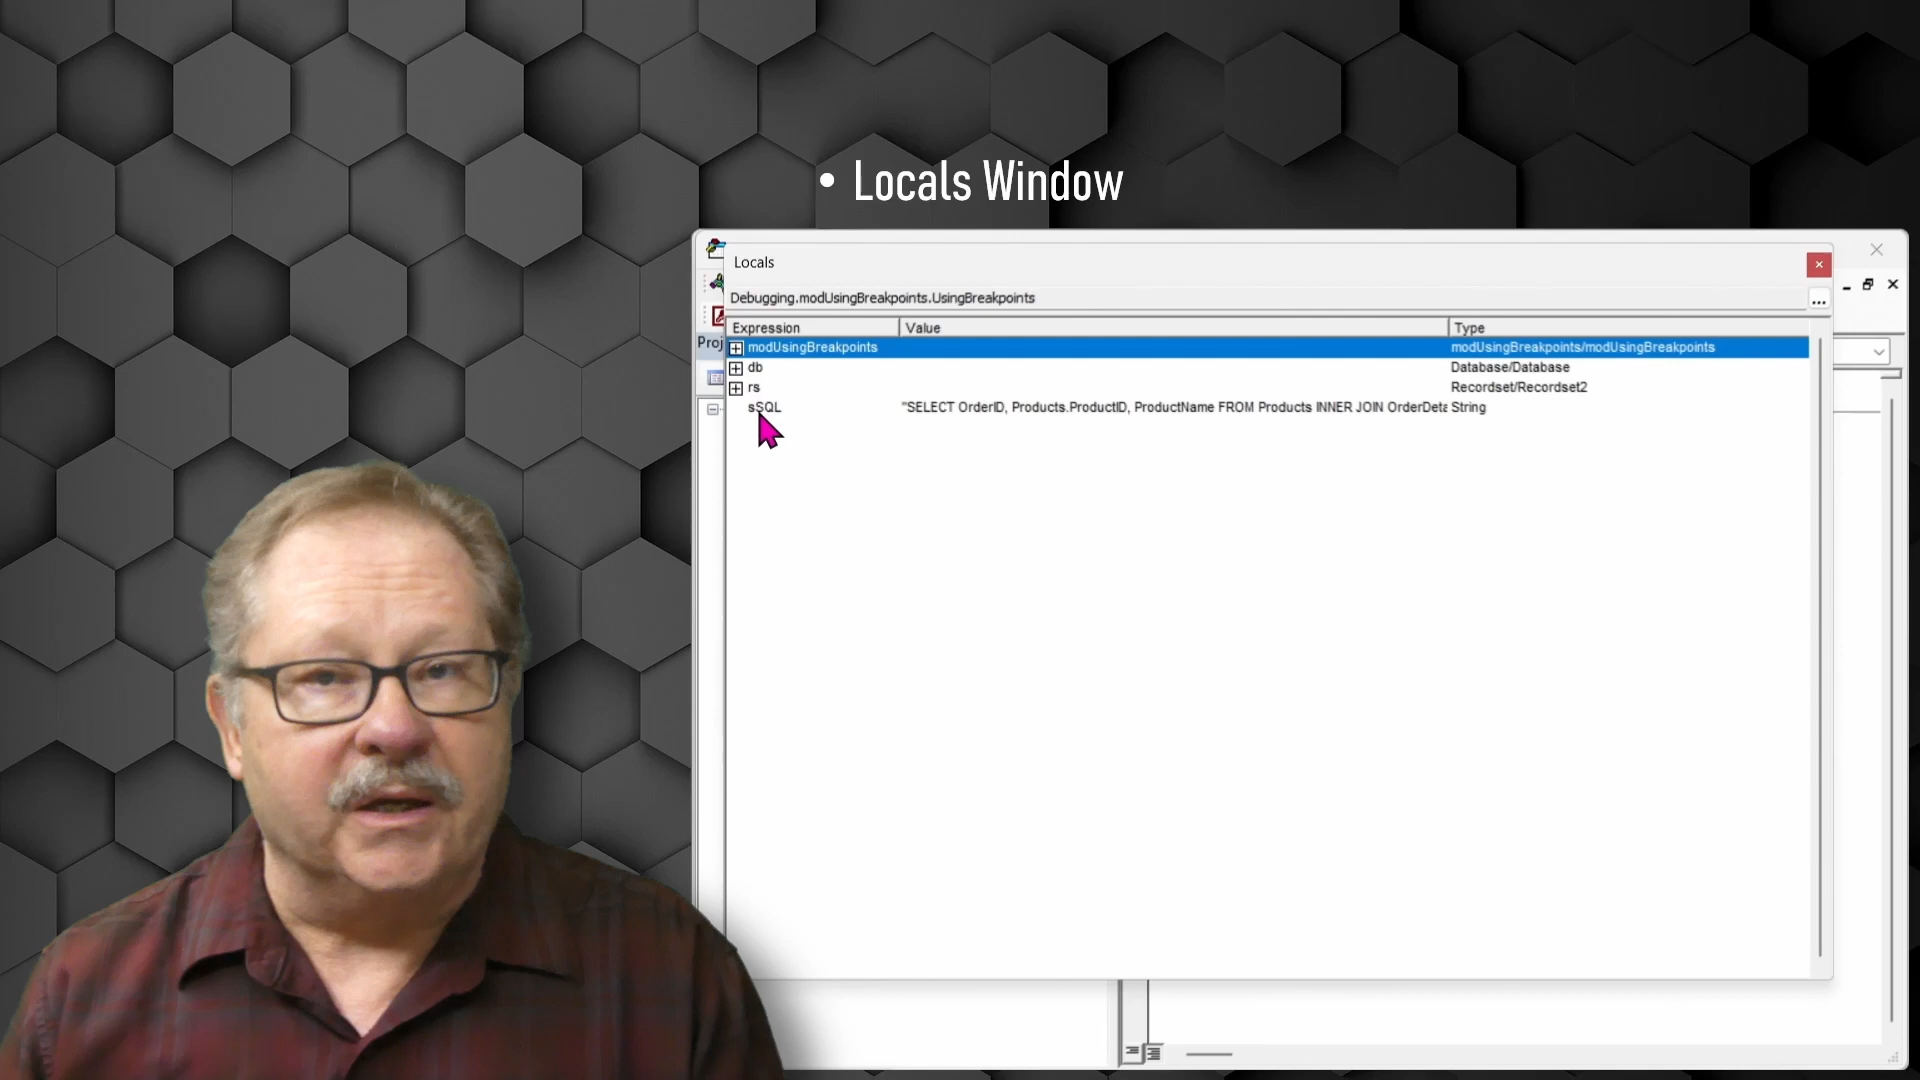 • Locals Window
Locals
Debugging.modUsingBreakpoints.UsingBreakpoints
...
Expression Value Type
modUsingBreakpoints modUsingBreakpoints/modUsingBreakpoints
Proj
db Database/Database
rs Recordset/Recordset2
sSQL "SELECT OrderID, Products.ProductID, ProductName FROM Products INNER JOIN OrderDeta String